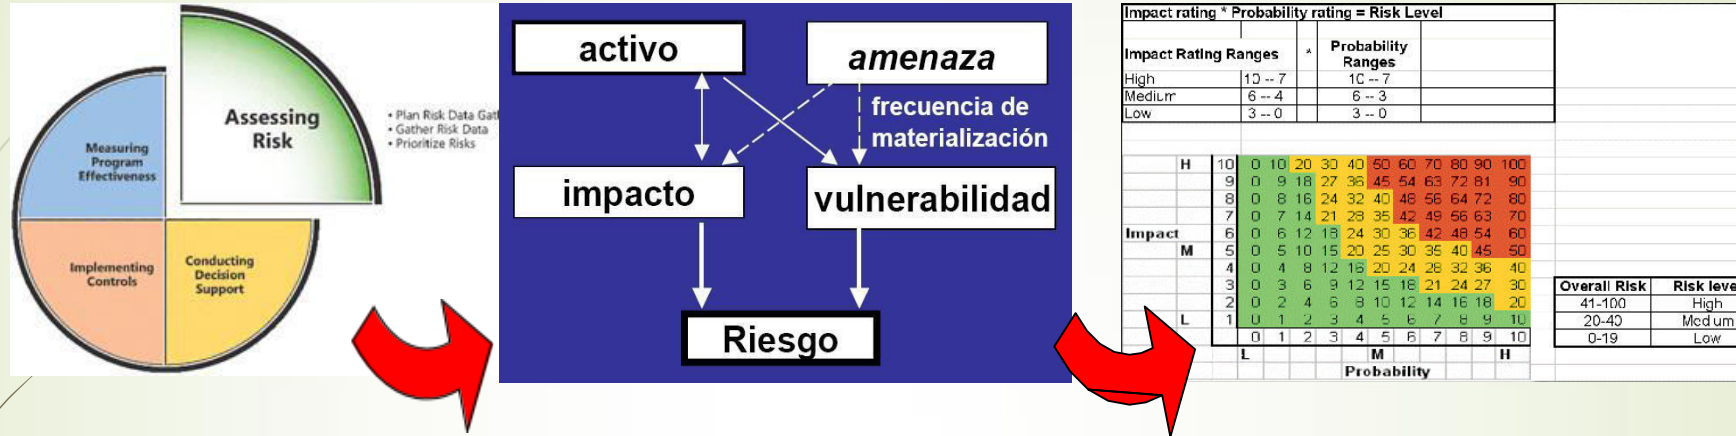 Assessing
Risk
• Plan Risk Data Gat
• Gather Risk Data
• Prioritize Risks
Measuring
Program
Effectiveness
Implementing
Controls
Conducting
Decision
Support
activo
amenaza
frecuencia de
materialización
impacto
vulnerabilidad
Riesgo
Impact rating * Probability rating = Risk Level
Impact Rating Ranges * Probability
Ranges
High 10 -- 7 10 -- 7
Medium 6 -- 4 6 -- 3
Low 3 -- 0 3 -- 0
H 10 0 10 20 30 40 50 60 70 80 90 100
9 0 9 18 27 36 45 54 63 72 81 90
8 0 8 16 24 32 40 48 56 64 72 80
7 0 7 14 21 28 35 42 49 56 63 70
Impact 6 0 6 12 18 24 30 36 42 48 54 60
M 5 0 5 10 15 20 25 30 35 40 45 50
4 0 4 8 12 16 20 24 28 32 36 40
3 0 3 6 9 12 15 18 21 24 27 30
2 0 2 4 6 8 10 12 14 16 18 20
L 1 0 1 2 3 4 5 6 7 8 9 10
0 1 2 3 4 5 6 7 8 9 10
L M H
Probability
Overall Risk Risk leve
41-100 High
20-40 Medium
0-19 Low